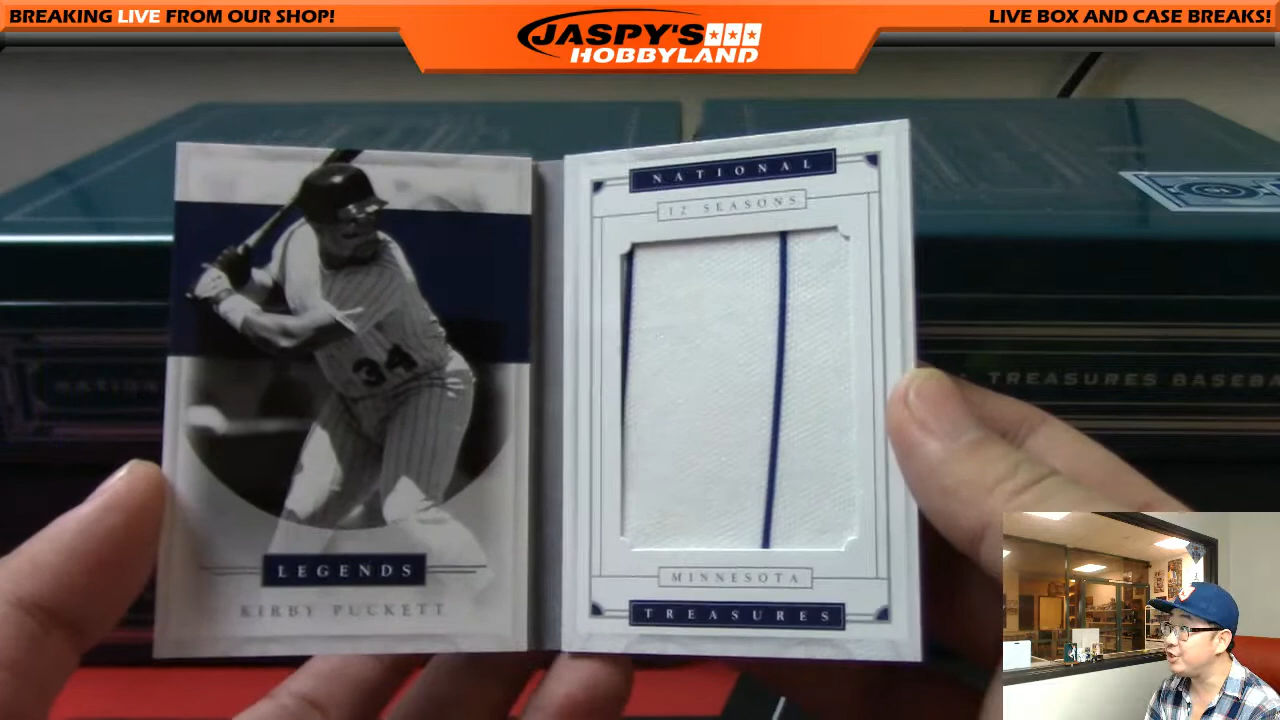 BREAKING LIVE FROM OUR SHOP!
JASPY'S
HOBBYLAND
LIVE BOX AND CASE BREAKS!
NATIONAL
12 SEASONS
34
LEGENDS
KIRBY PUCKETT
MINNESOTA
TREASURES
NATION
TREASURES BASEBA